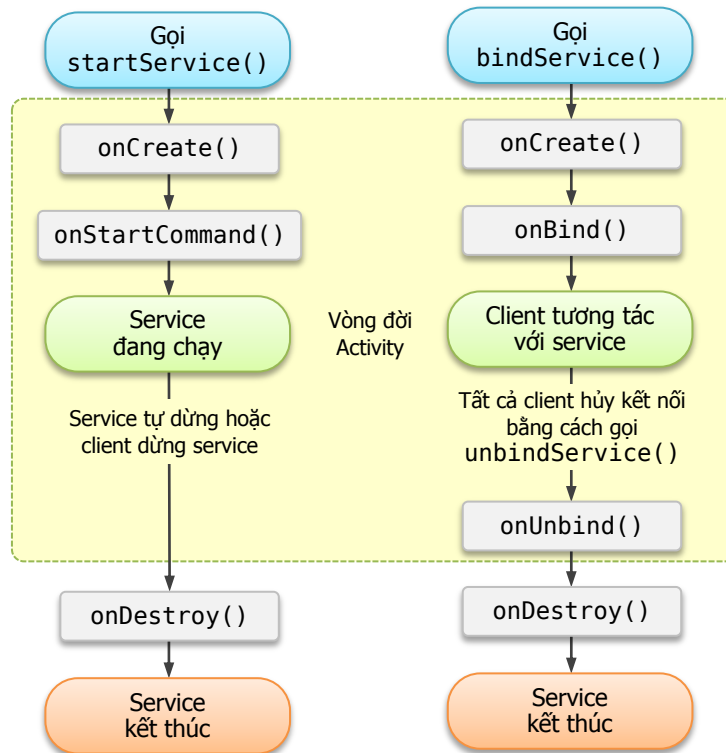 Gọi
startService()
onCreate()
onStartCommand()
Service
đang chạy
Service tự dừng hoặc
client dừng service
onDestroy()
Service
kết thúc
Vòng đời
Activity
Gọi
bindService()
onCreate()
onBind()
Client tương tác
với service
Tất cả client hủy kết nối
bằng cách gọi
unbindService()
onUnbind()
onDestroy()
Service
kết thúc